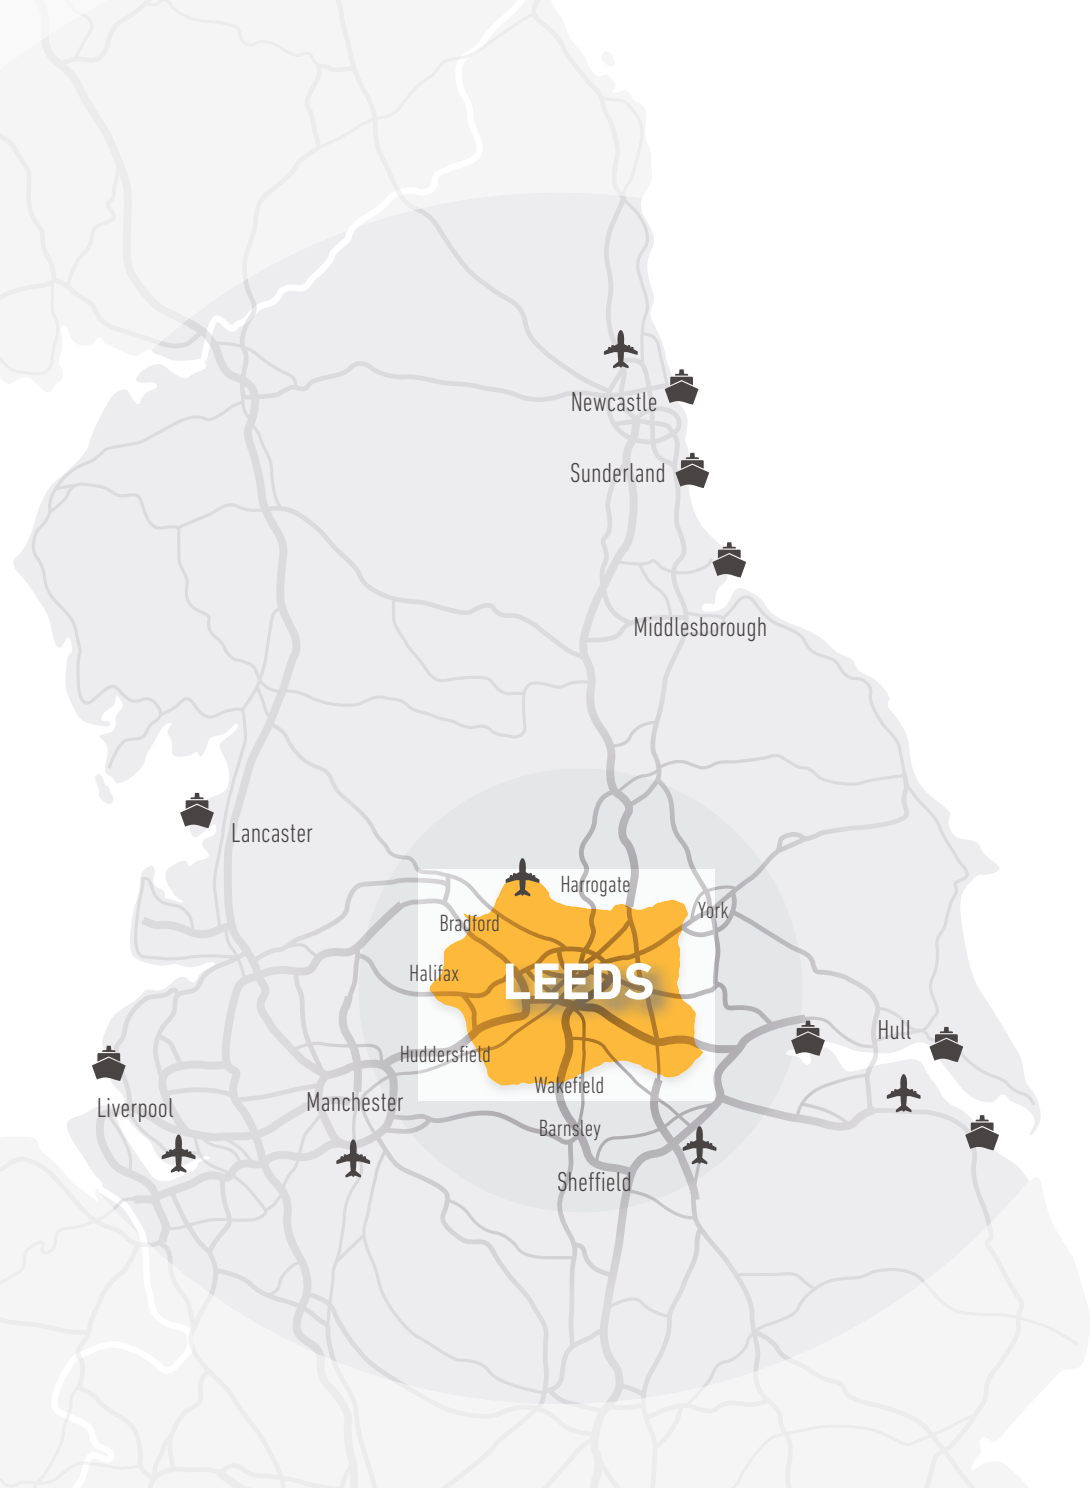 Newcastle
Sunderland
Middlesborough
Lancaster
Harrogate
York
Bradford
Halifax
LEEDS
Hull
Huddersfield
Wakefield
Manchester
Liverpool
Barnsley
Sheffield